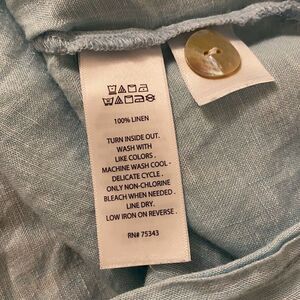 100% LINEN
TURN INSIDE OUT.
WASH WITH
LIKE COLORS .
MACHINE WASH COOL -
DELICATE CYCLE .
ONLY NON-CHLORINE
BLEACH WHEN NEEDED .
LINE DRY.
LOW IRON ON REVERSE .
RN# 75343